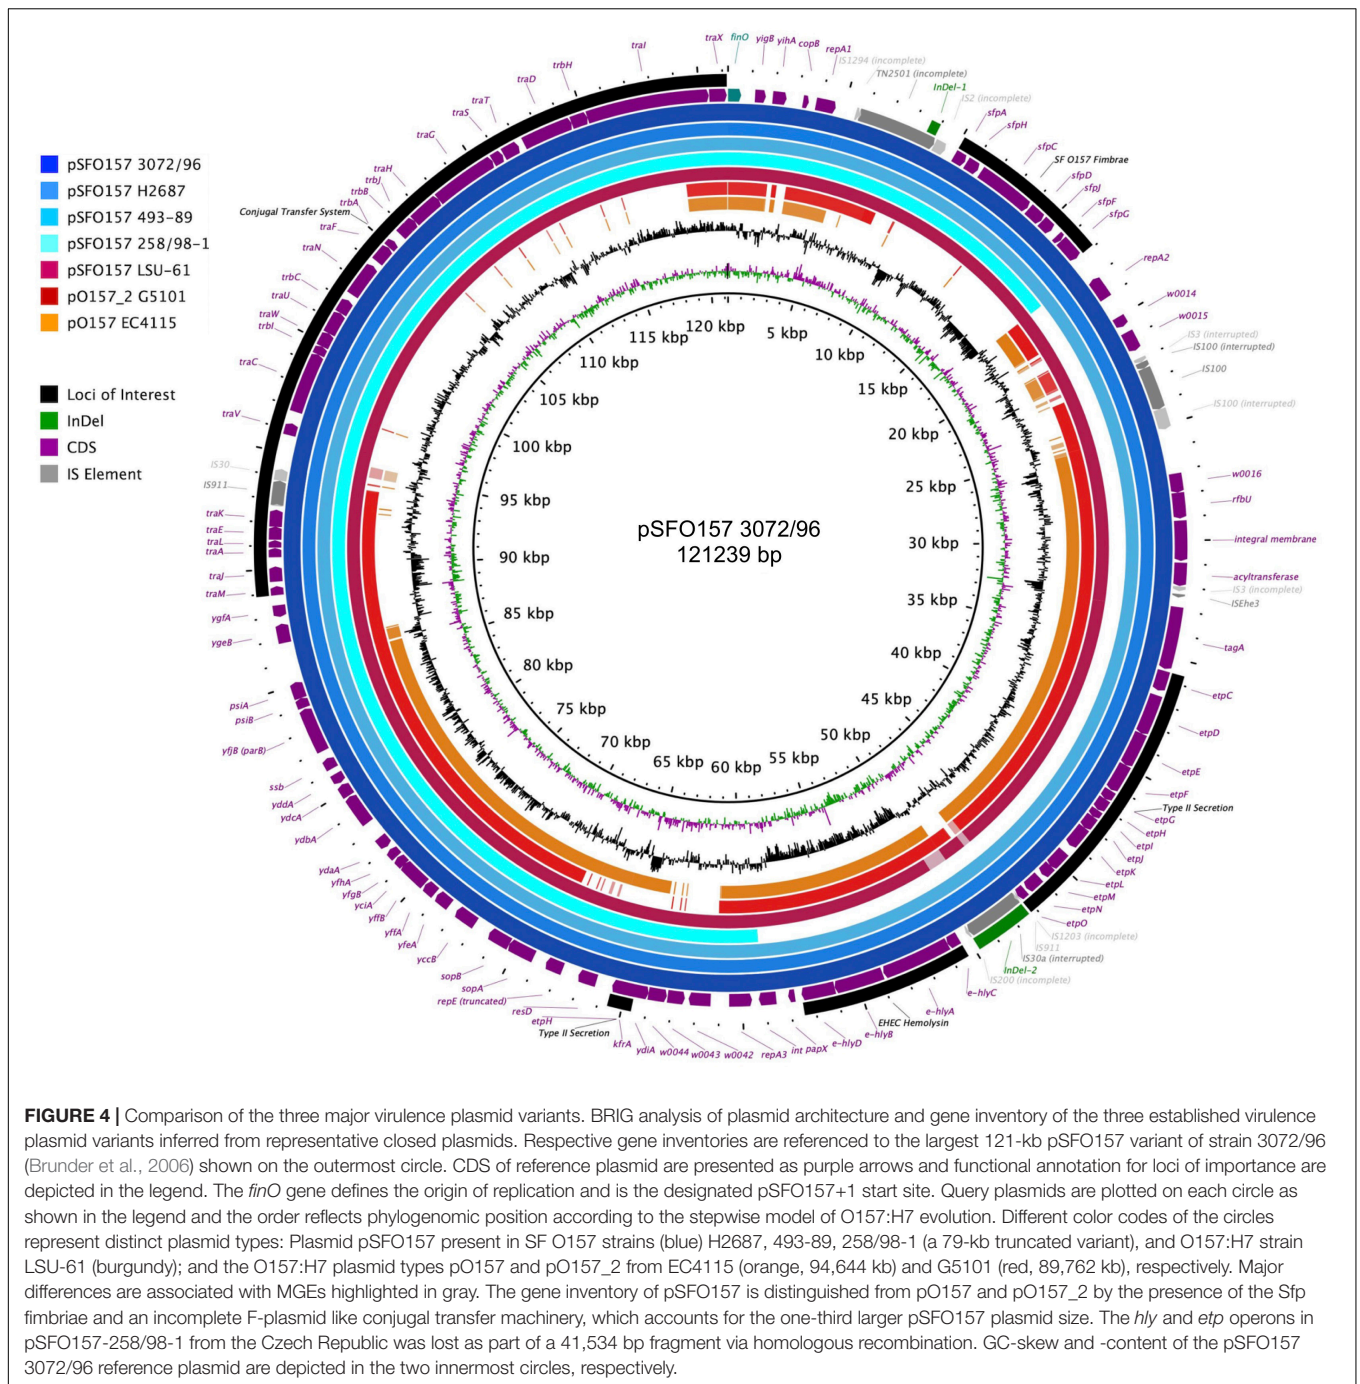 traX
finO
yigB
yihA
copB
repA1
IS1294 (incomplete)
TN2501 (incomplete)
InDel-1
IS2 (incomplete)
sfpA
sfpH
sfpC
SF O157 Fimbrae
sfpD
sfpJ
sfpF
sfpG
repA2
w0014
w0015
IS3 (interrupted)
IS100 (interrupted)
IS100
IS100 (interrupted)
w0016
rfbU
integral membrane
acyltransferase
IS3 (incomplete)
ISEhe3
tagA
etpC
etpD
etpE
etpF
Type II Secretion
etpG
etpH
etpI
etpJ
etpK
etpL
etpM
etpN
etpO
IS1203 (incomplete)
IS911
IS30a (interrupted)
InDel-2
IS200 (incomplete)
e-hlyC
e-hlyA
EHEC Hemolysin
e-hlyB
e-hlyD
papX
int
repA3
w0042
w0043
w0044
ydiA
kfrA
Type II Secretion
etpH
resD
repE (truncated)
sopA
sopB
yccB
yfeA
yffA
yffB
yciA
yfgB
yfhA
ydaA
ydbA
ydcA
yddA
ssb
yfjB (parB)
psiB
psiA
ygeB
ygfA
traM
traJ
traA
traL
traE
traK
IS911
IS30
traV
traC
trbI
traW
traU
trbC
traN
traF
Conjugal Transfer System
trbA
trbB
trbJ
traH
traG
traS
traT
traD
trbH
traI
pSFO157 3072/96
pSFO157 H2687
pSFO157 493-89
pSFO157 258/98-1
pSFO157 LSU-61
pO157_2 G5101
pO157 EC4115
Loci of Interest
InDel
CDS
IS Element
5 kbp
10 kbp
15 kbp
20 kbp
25 kbp
30 kbp
35 kbp
40 kbp
45 kbp
50 kbp
55 kbp
60 kbp
65 kbp
70 kbp
75 kbp
80 kbp
85 kbp
90 kbp
95 kbp
100 kbp
105 kbp
110 kbp
115 kbp
120 kbp
pSFO157 3072/96
121239 bp
FIGURE 4 | Comparison of the three major virulence plasmid variants. BRIG analysis of plasmid architecture and gene inventory of the three established virulence
plasmid variants inferred from representative closed plasmids. Respective gene inventories are referenced to the largest 121-kb pSFO157 variant of strain 3072/96
(Brunder et al., 2006) shown on the outermost circle. CDS of reference plasmid are presented as purple arrows and functional annotation for loci of importance are
depicted in the legend. The finO gene defines the origin of replication and is the designated pSFO157+1 start site. Query plasmids are plotted on each circle as
shown in the legend and the order reflects phylogenomic position according to the stepwise model of O157:H7 evolution. Different color codes of the circles
represent distinct plasmid types: Plasmid pSFO157 present in SF O157 strains (blue) H2687, 493-89, 258/98-1 (a 79-kb truncated variant), and O157:H7 strain
LSU-61 (burgundy); and the O157:H7 plasmid types pO157 and pO157_2 from EC4115 (orange, 94,644 kb) and G5101 (red, 89,762 kb), respectively. Major
differences are associated with MGEs highlighted in gray. The gene inventory of pSFO157 is distinguished from pO157 and pO157_2 by the presence of the Sfp
fimbriae and an incomplete F-plasmid like conjugal transfer machinery, which accounts for the one-third larger pSFO157 plasmid size. The hly and etp operons in
pSFO157-258/98-1 from the Czech Republic was lost as part of a 41,534 bp fragment via homologous recombination. GC-skew and -content of the pSFO157
3072/96 reference plasmid are depicted in the two innermost circles, respectively.